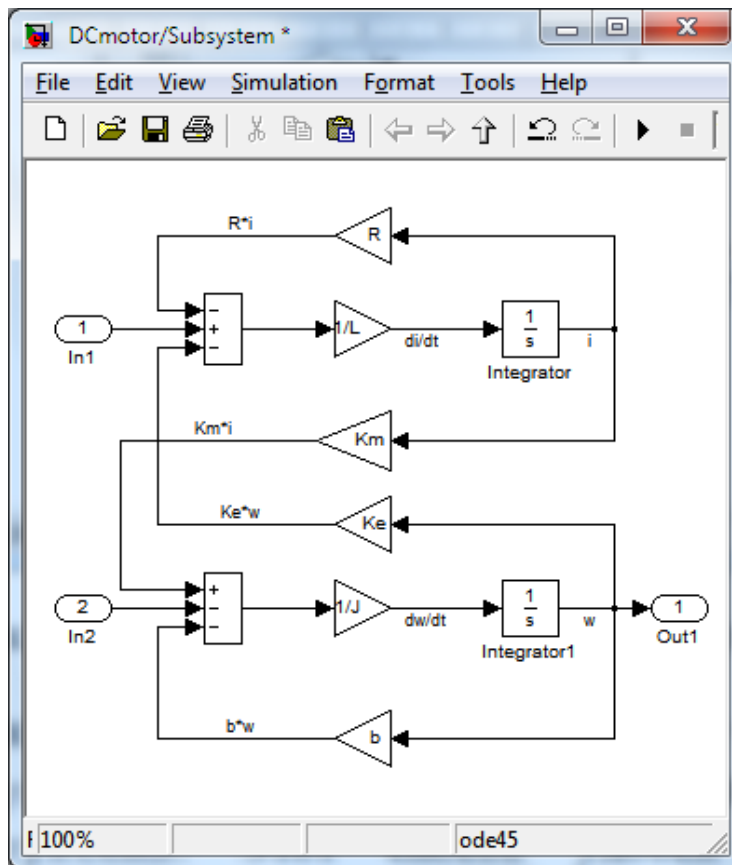 DCmotor/Subsystem *
File Edit View Simulation Format Tools Help
R*i
R
−
1
+
1/L
1
s
−
di/dt
i
In1
Integrator
Km*i
Km
Ke*w
Ke
+
2
−
1/J
1
s
1
−
dw/dt
w
In2
Integrator1
Out1
b*w
b
100%
ode45